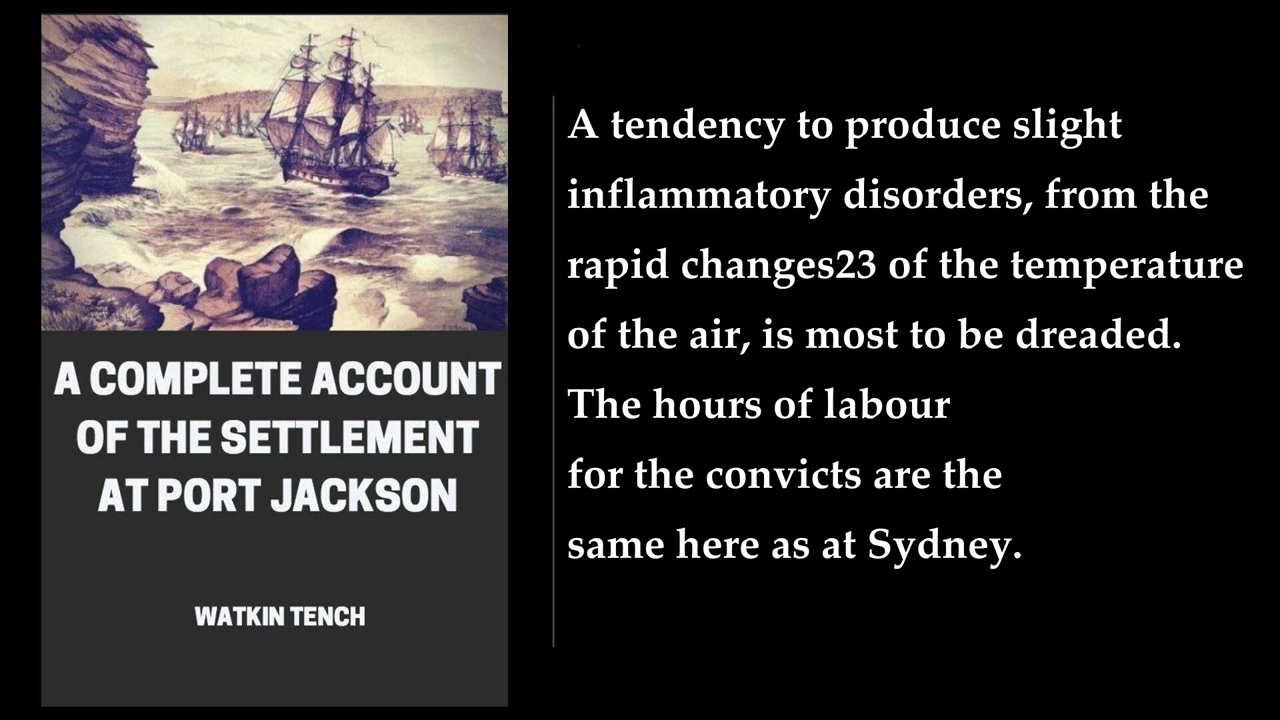 A COMPLETE ACCOUNT
OF THE SETTLEMENT
AT PORT JACKSON
WATKIN TENCH
A tendency to produce slight
inflammatory disorders, from the
rapid changes23 of the temperature
of the air, is most to be dreaded.
The hours of labour
for the convicts are the
same here as at Sydney.